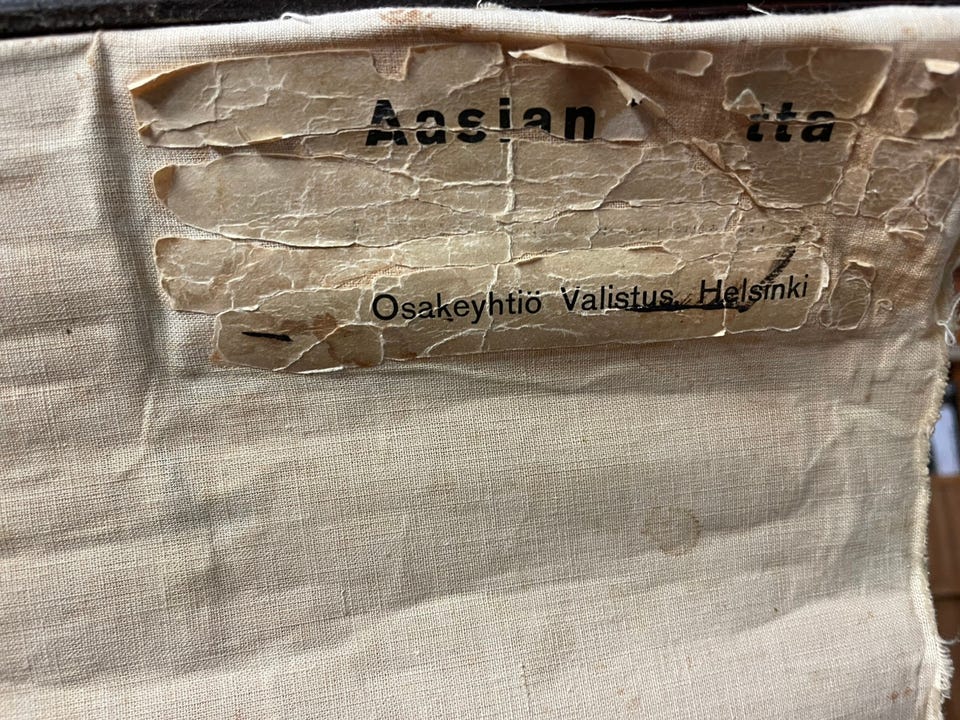 Aasian tta
Osakeyhtiö Valistus, Helsinki